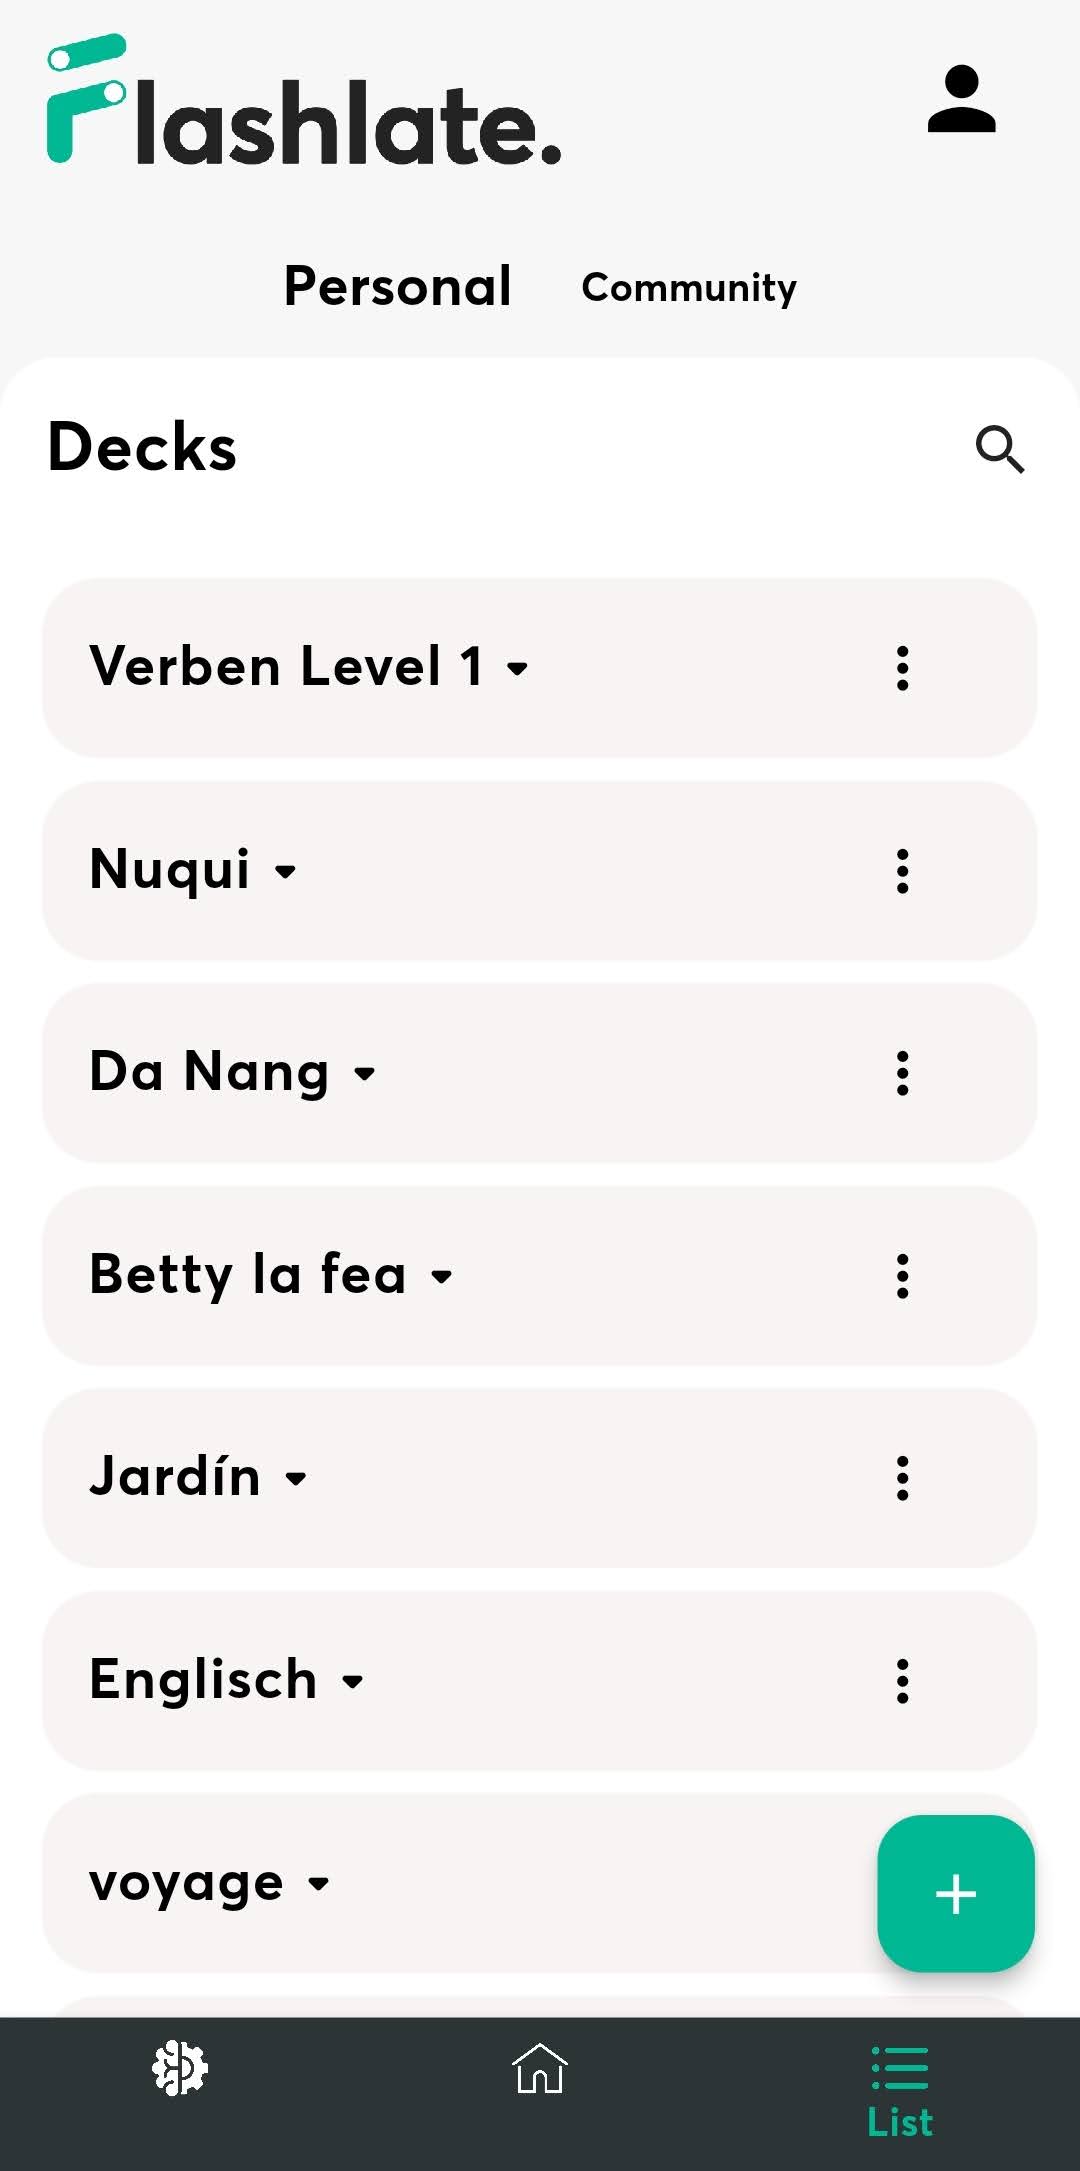 Flashlate.
Personal Community
Decks
Verben Level 1
Nuqui
Da Nang
Betty la fea
Jardín
Englisch
voyage
List